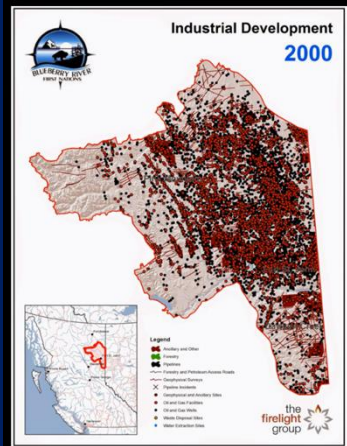 Industrial Development
2000
BLUEBERRY RIVER
FIRST NATIONS
Legend
Ancillary and Other
Forestry
Pipelines
Forestry and Petroleum Access Roads
Geophysical Surveys
Pipeline Incidents
Geophysical and Ancillary Sites
Oil and Gas Facilities
Oil and Gas Wells
Waste Disposal Sites
Water Extraction Sites
the
firelight
group